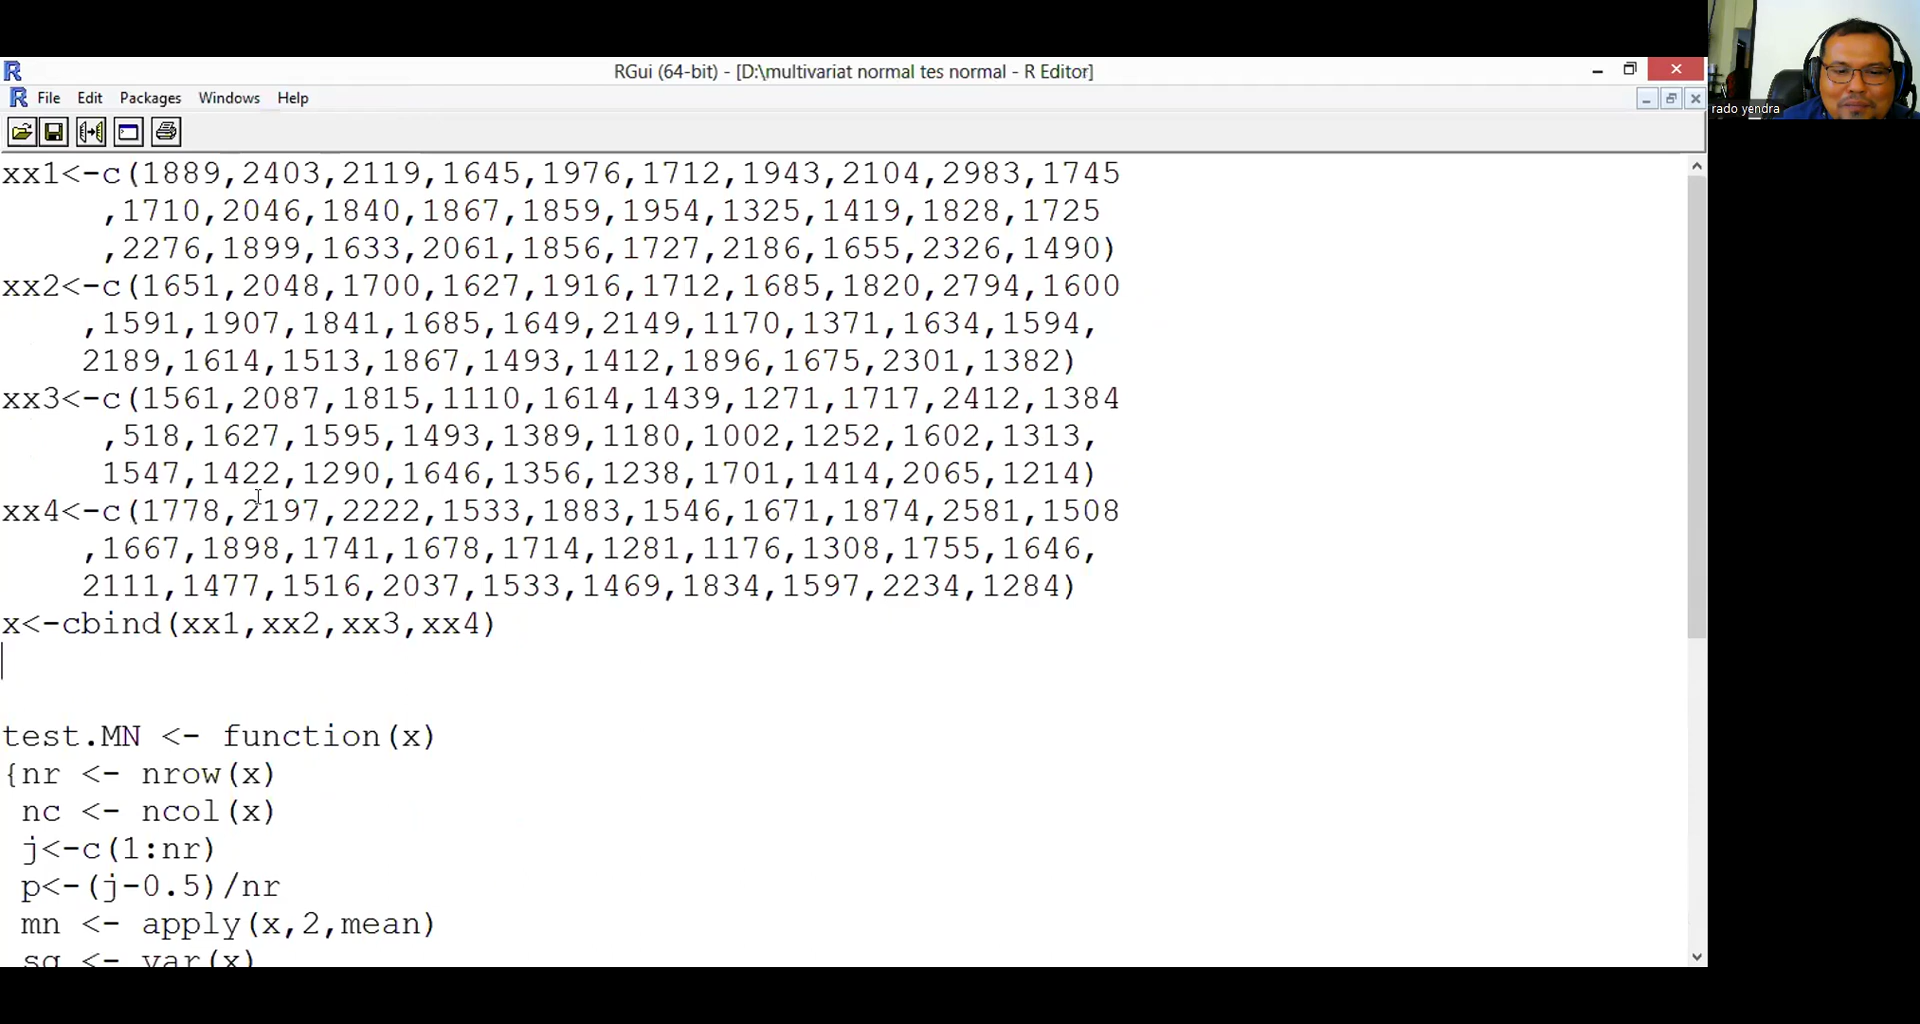 RGui (64-bit) - [D:\multivariat normal tes normal - R Editor]
File Edit Packages Windows Help
rado yendra
xx1<-c(1889,2403,2119,1645,1976,1712,1943,2104,2983,1745
,1710,2046,1840,1867,1859,1954,1325,1419,1828,1725
,2276,1899,1633,2061,1856,1727,2186,1655,2326,1490)
xx2<-c(1651,2048,1700,1627,1916,1712,1685,1820,2794,1600
,1591,1907,1841,1685,1649,2149,1170,1371,1634,1594,
2189,1614,1513,1867,1493,1412,1896,1675,2301,1382)
xx3<-c(1561,2087,1815,1110,1614,1439,1271,1717,2412,1384
,518,1627,1595,1493,1389,1180,1002,1252,1602,1313,
1547,1422,1290,1646,1356,1238,1701,1414,2065,1214)
xx4<-c(1778,2197,2222,1533,1883,1546,1671,1874,2581,1508
,1667,1898,1741,1678,1714,1281,1176,1308,1755,1646,
2111,1477,1516,2037,1533,1469,1834,1597,2234,1284)
x<-cbind(xx1,xx2,xx3,xx4)
test.MN <- function(x)
{nr <- nrow(x)
nc <- ncol(x)
j<-c(1:nr)
p<-(j-0.5)/nr
mn <- apply(x,2,mean)
sg <- var(x)